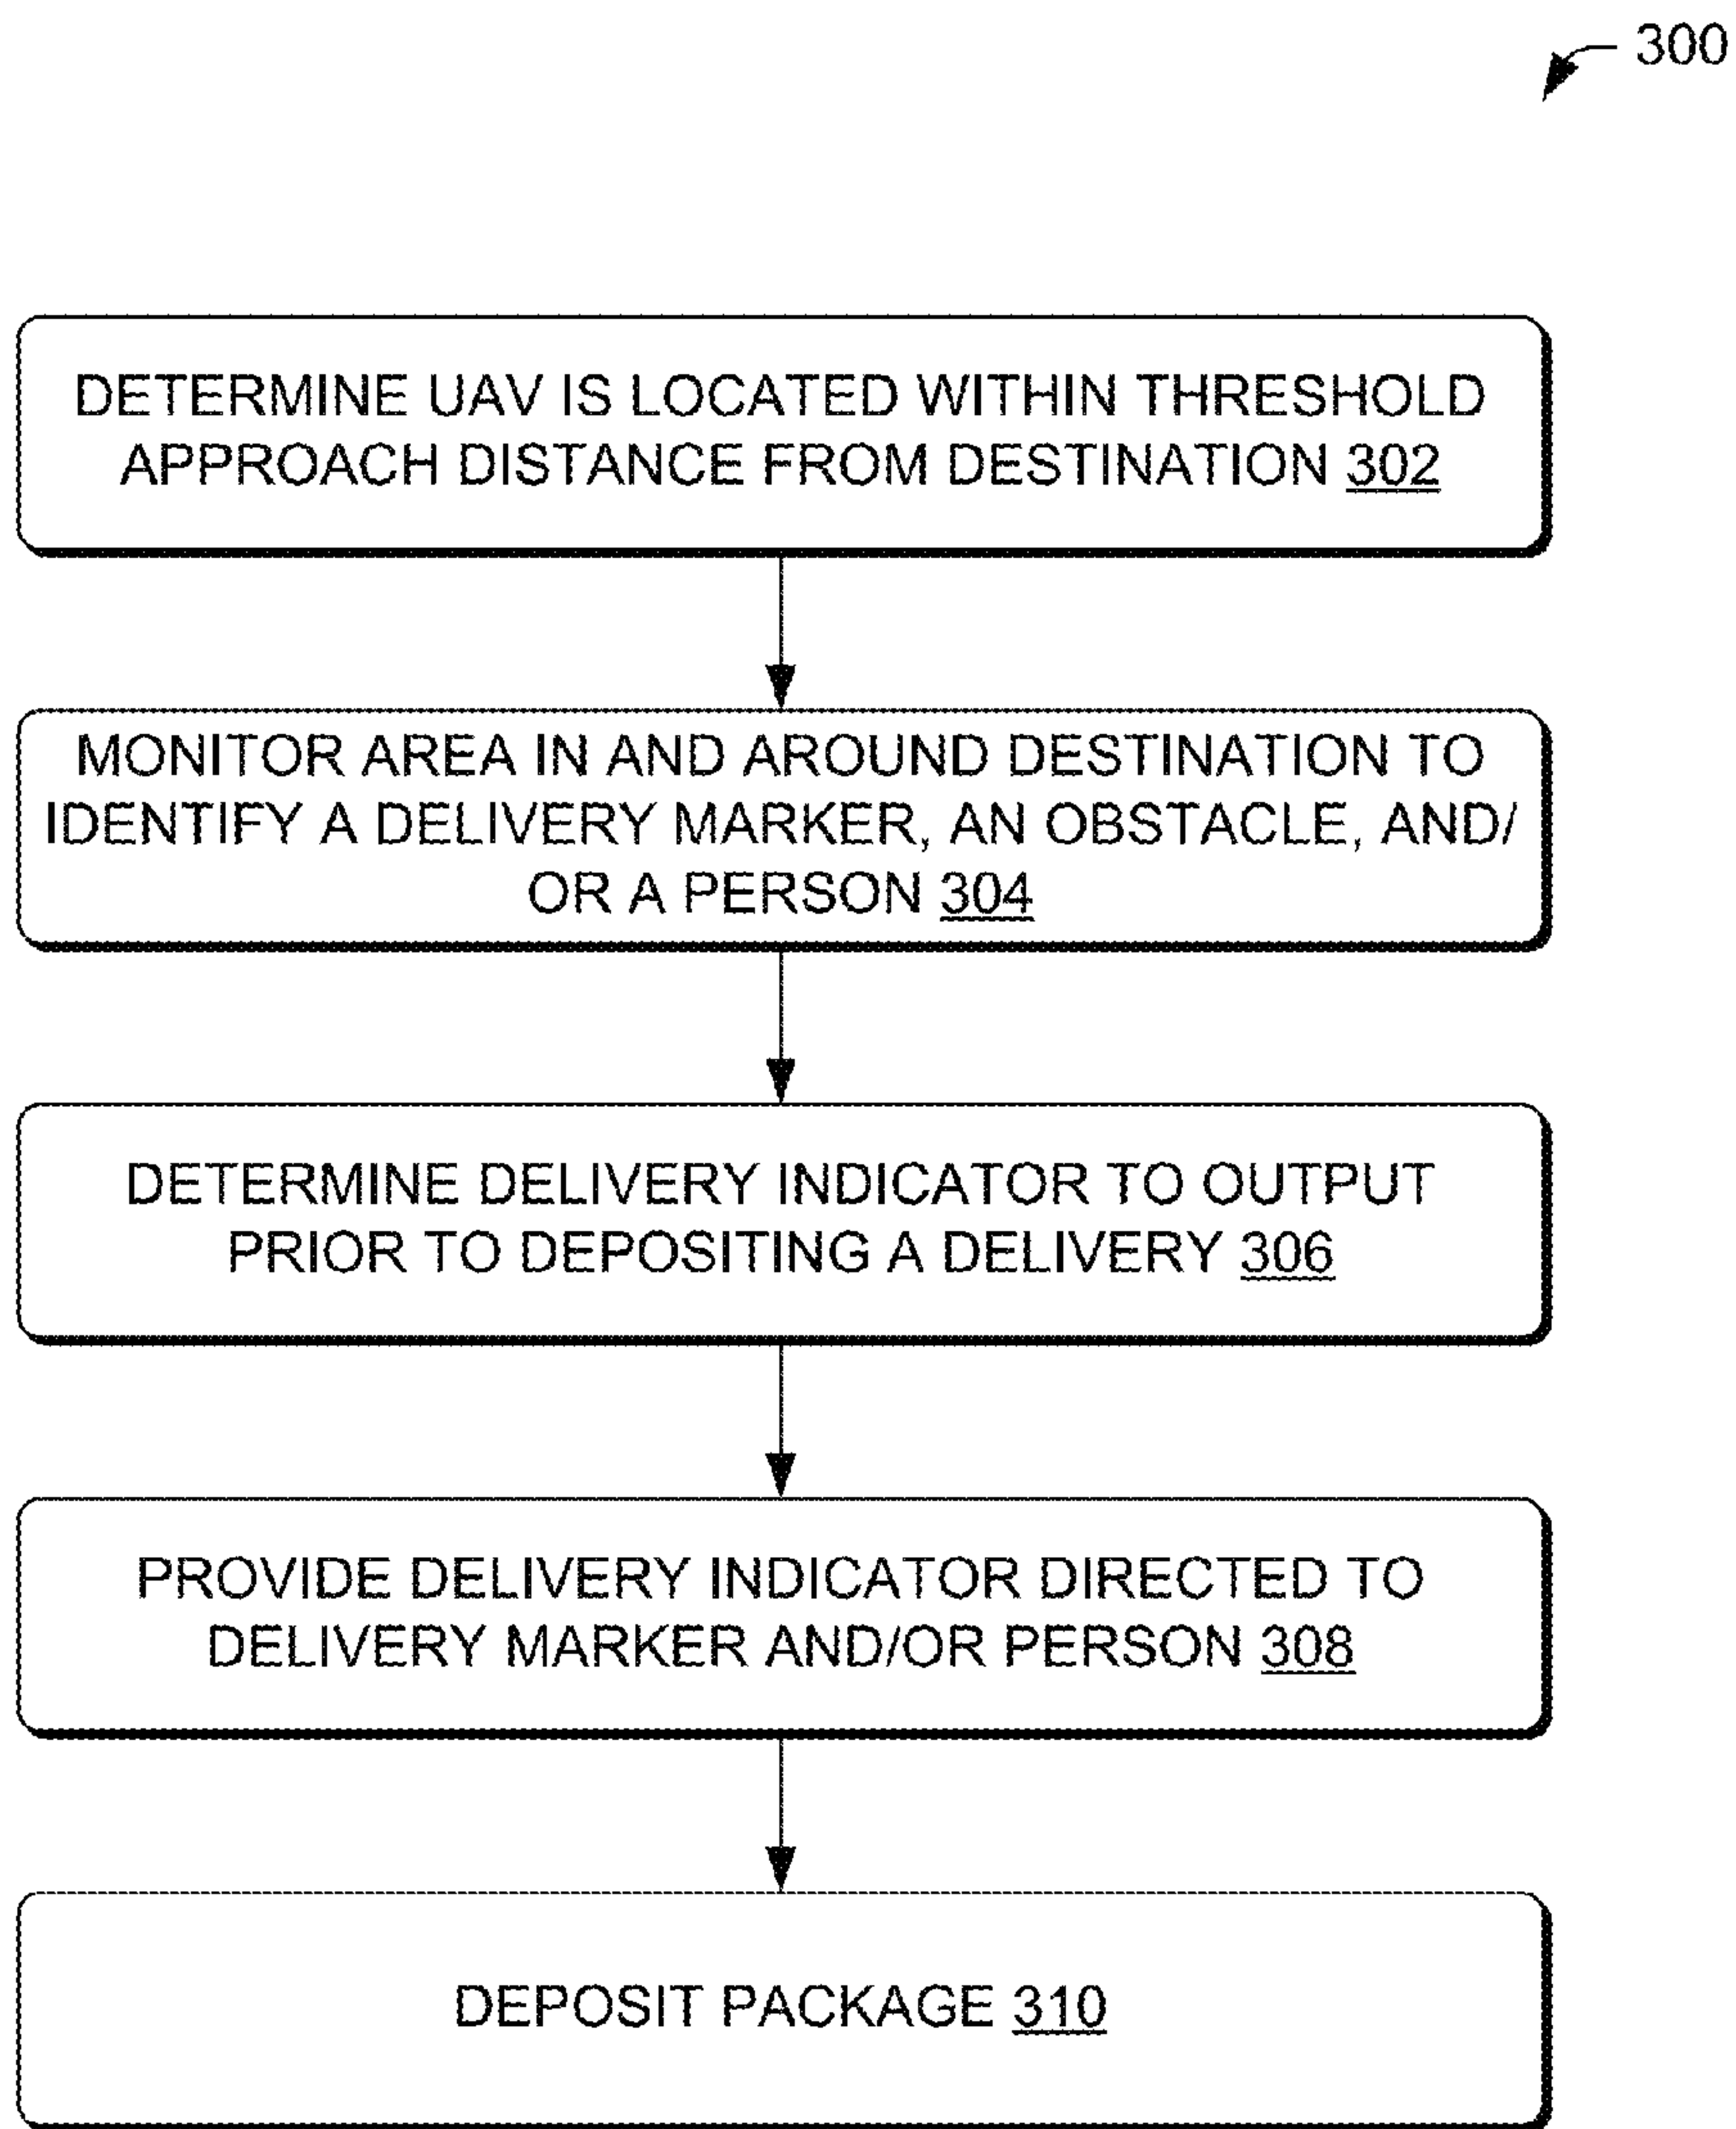 300
DETERMINE UAV IS LOCATED WITHIN THRESHOLD
APPROACH DISTANCE FROM DESTINATION 302
MONITOR AREA IN AND AROUND DESTINATION TO
IDENTIFY A DELIVERY MARKER, AN OBSTACLE, AND/
OR A PERSON 304
DETERMINE DELIVERY INDICATOR TO OUTPUT
PRIOR TO DEPOSITING A DELIVERY 306
PROVIDE DELIVERY INDICATOR DIRECTED TO
DELIVERY MARKER AND/OR PERSON 308
DEPOSIT PACKAGE 310